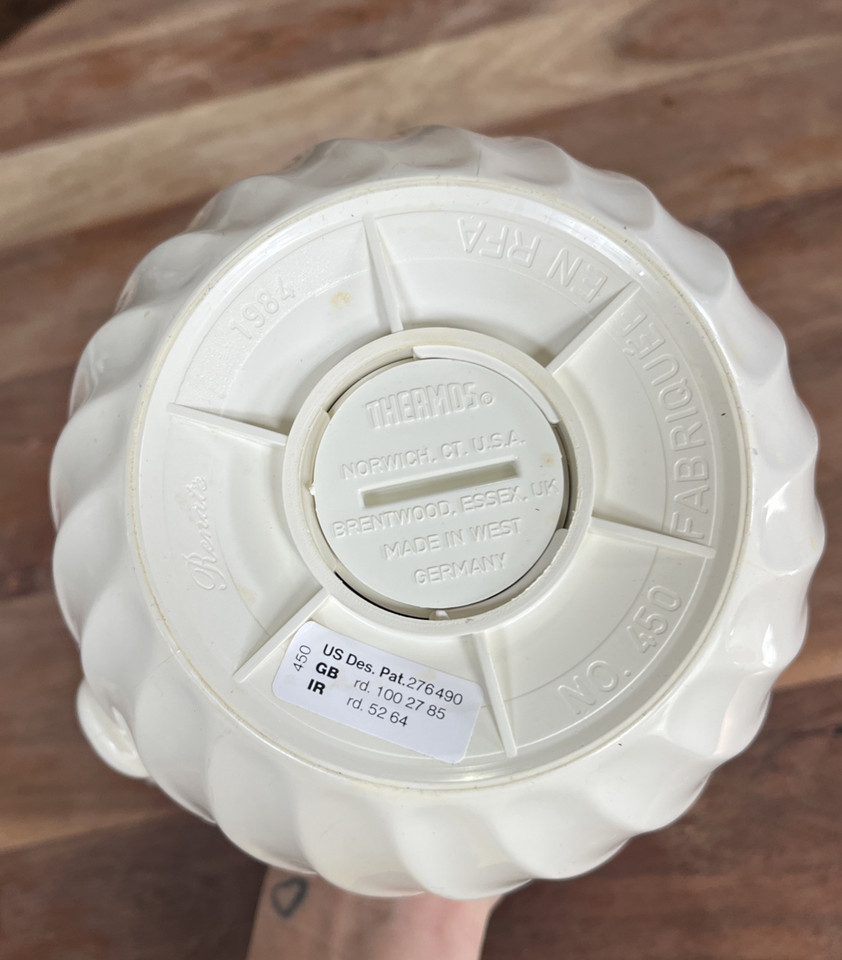 THERMOS®
NORWICH, CT. U.S.A.
BRENTWOOD, ESSEX, UK
MADE IN WEST
GERMANY
1984
FABRIQUÉ
EN RFA
NO. 450
Renais
450
US Des. Pat.276490
GB rd. 100 27 85
IR rd. 52 64